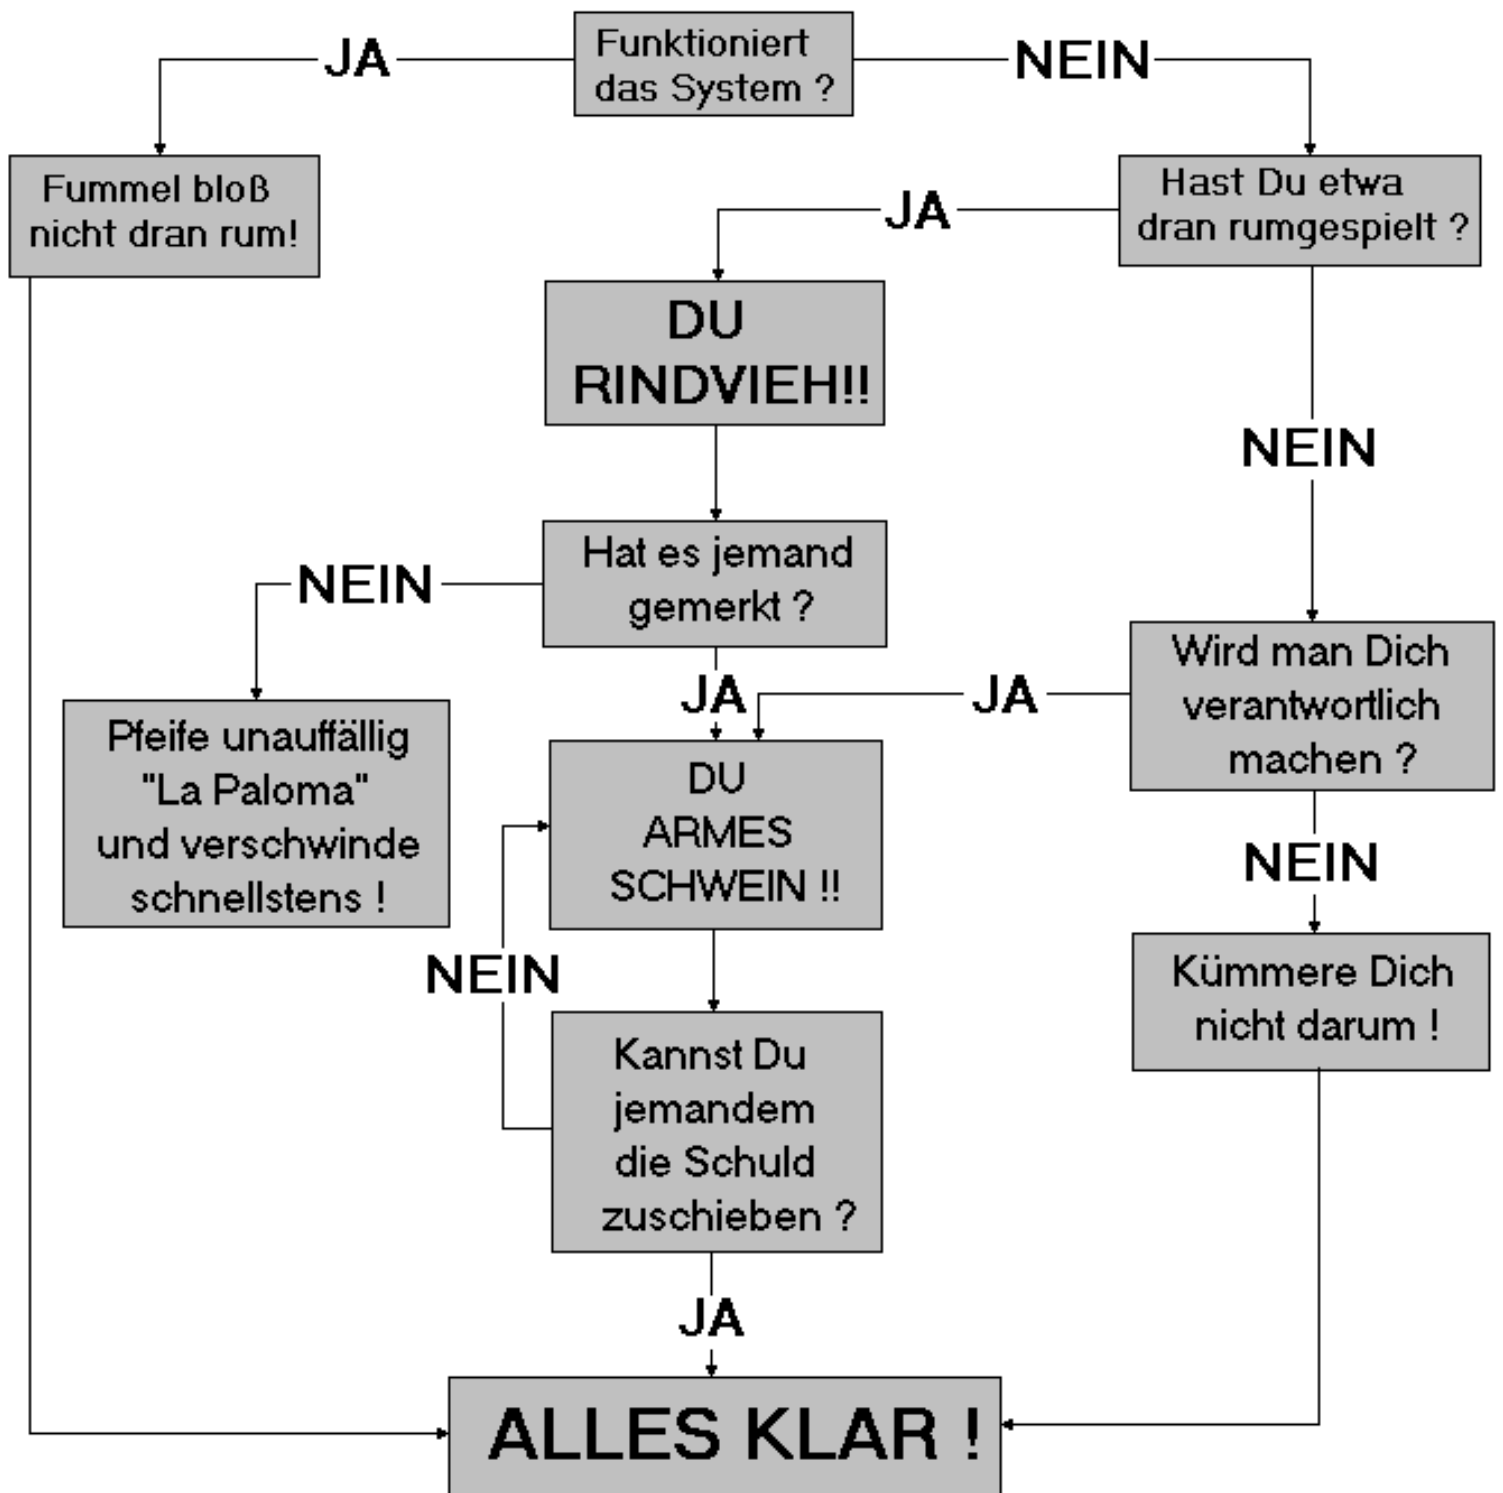 Funktioniert
das System ?
JA
NEIN
Fummel bloß
nicht dran rum!
Hast Du etwa
dran rumgespielt ?
JA
DU
RINDVIEH!!
NEIN
Hat es jemand
gemerkt ?
NEIN
JA
Wird man Dich
verantwortlich
machen ?
JA
Pfeife unauffällig
"La Paloma"
und verschwinde
schnellstens !
DU
ARMES
SCHWEIN !!
NEIN
Kümmere Dich
nicht darum !
NEIN
Kannst Du
jemandem
die Schuld
zuschieben ?
JA
ALLES KLAR !